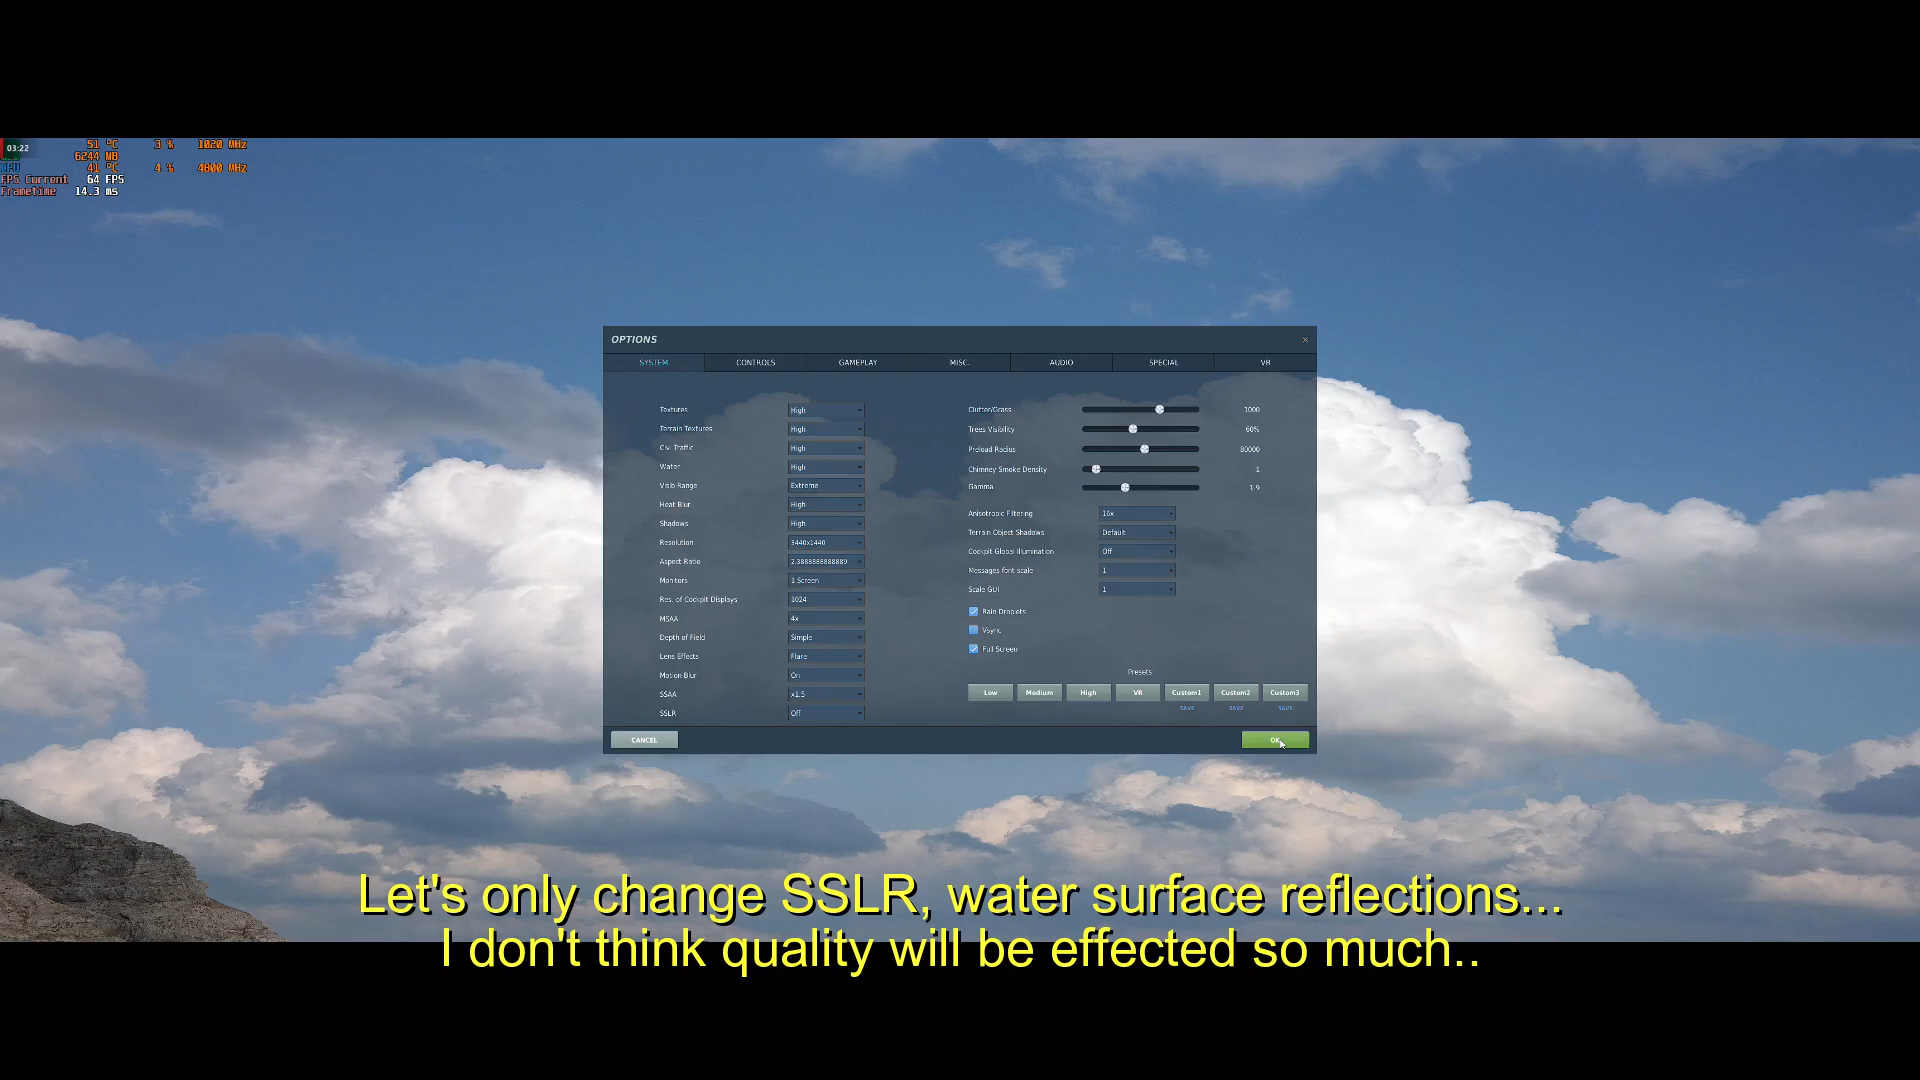 03:22
51 °C 3 % 1020 MHz
6244 MB
CPU 41 °C 4 % 4800 MHz
FPS Current 64 FPS
Frametime 14.3 ms
OPTIONS
SYSTEM CONTROLS GAMEPLAY MISC. AUDIO SPECIAL VR
Textures High
Terrain Textures High
Civ. Traffic High
Water High
Visib Range Extreme
Heat Blur High
Shadows High
Resolution 3440x1440
Aspect Ratio 2.3888888888889
Monitors 1 Screen
Res. of Cockpit Displays 1024
MSAA 4x
Depth of Field Simple
Lens Effects Flare
Motion Blur On
SSAA x1.5
SSLR Off
Clutter/Grass 1000
Trees Visibility 60%
Preload Radius 80000
Chimney Smoke Density 1
Gamma 1.9
Anisotropic Filtering 16x
Terrain Object Shadows Default
Cockpit Global Illumination Off
Messages font scale 1
Scale GUI 1
Rain Droplets
Vsync
Full Screen
Presets
Low Medium High VR Custom1 Custom2 Custom3
SAVE SAVE SAVE
CANCEL OK
Let's only change SSLR, water surface reflections...
I don't think quality will be effected so much..